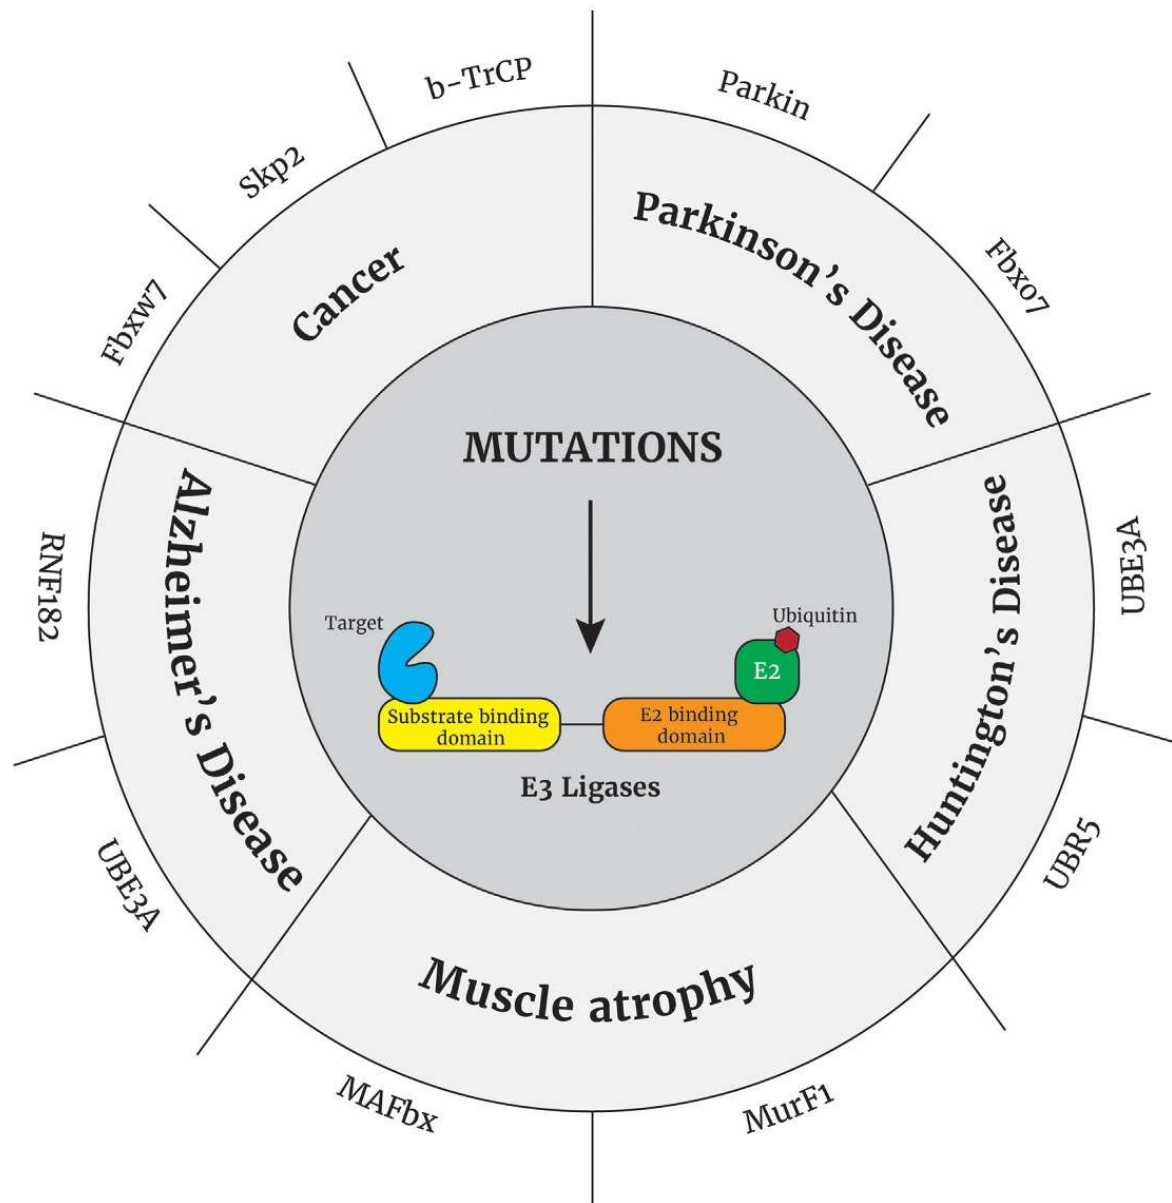 b-TrCP
Parkin
Skp2
Fbxo7
Fbxw7
Cancer
Parkinson's Disease
MUTATIONS
Alzheimer's Disease
Huntington's Disease
RNF182
UBE3A
Target
Ubiquitin
E2
Substrate binding
domain
E2 binding
domain
E3 Ligases
UBE3A
UBR5
Muscle atrophy
MAFbx
MurF1